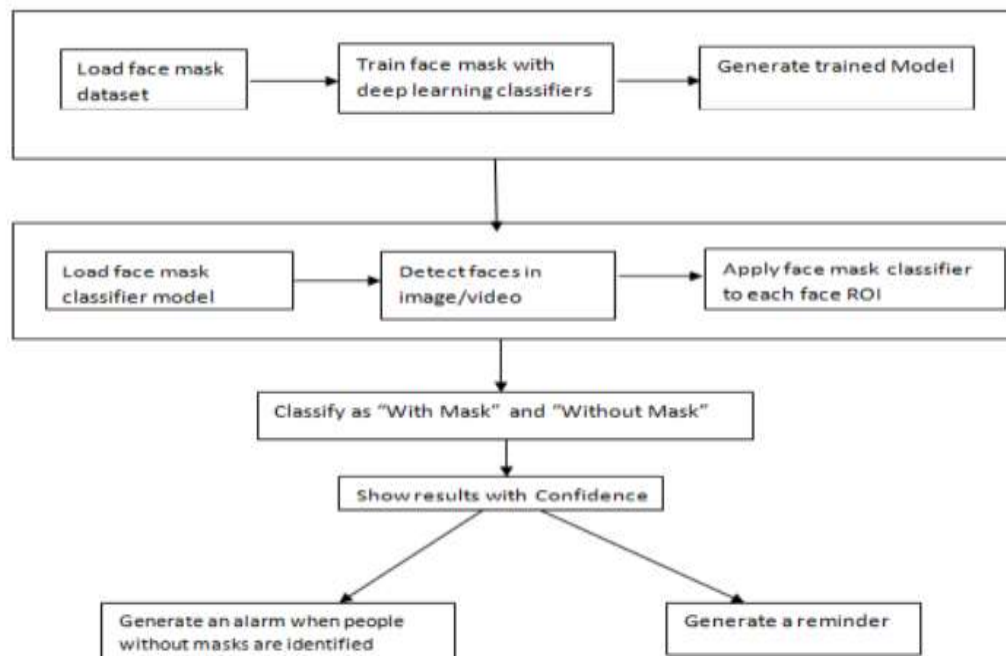 Load face mask
dataset
Train face mask with
deep learning classifiers
Generate trained Model
Load face mask
classifier model
Detect faces in
image/video
Apply face mask classifier
to each face ROI
Classify as “With Mask” and “Without Mask”
Show results with Confidence
Generate an alarm when people
without masks are identified
Generate a reminder